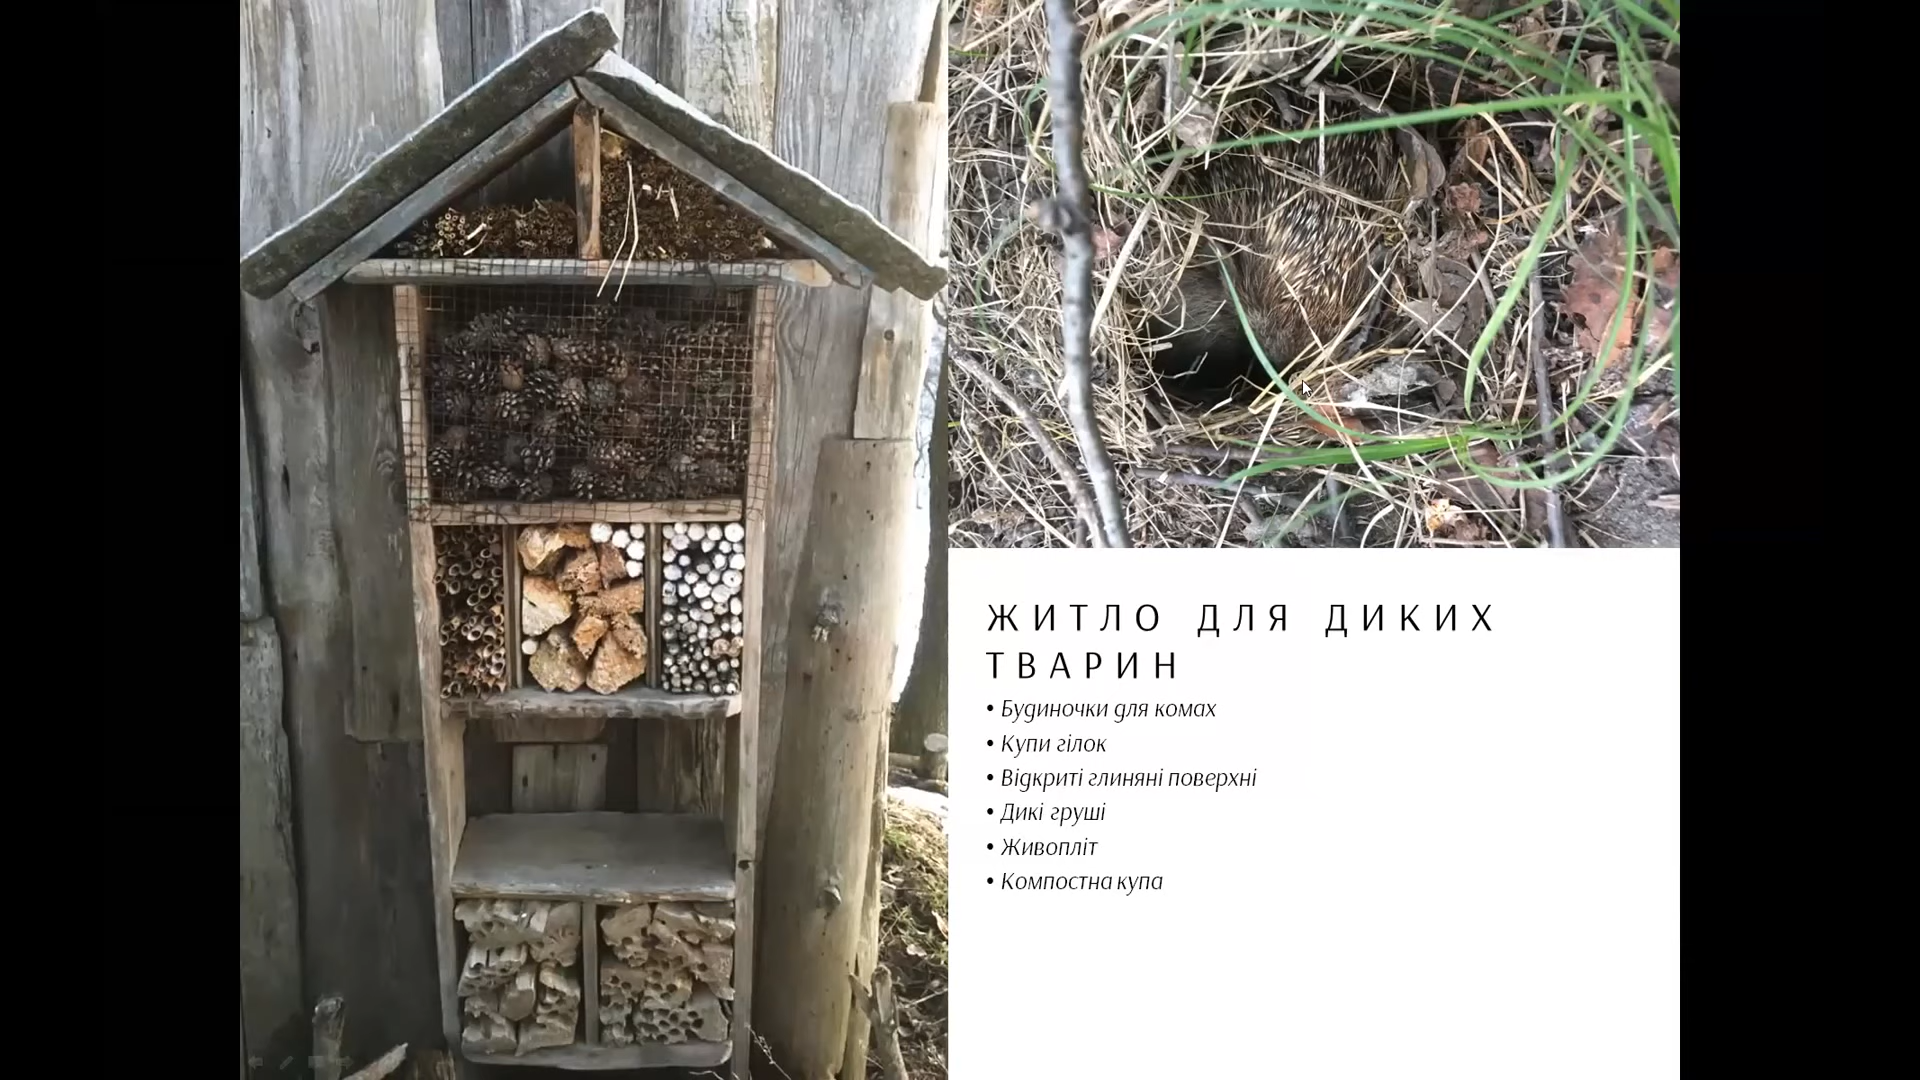 ЖИТЛО ДЛЯ ДИКИХ
ТВАРИН
• Будиночки для комах
• Купи гілок
• Відкриті глиняні поверхні
• Дикі груші
• Живопліт
• Компостна купа